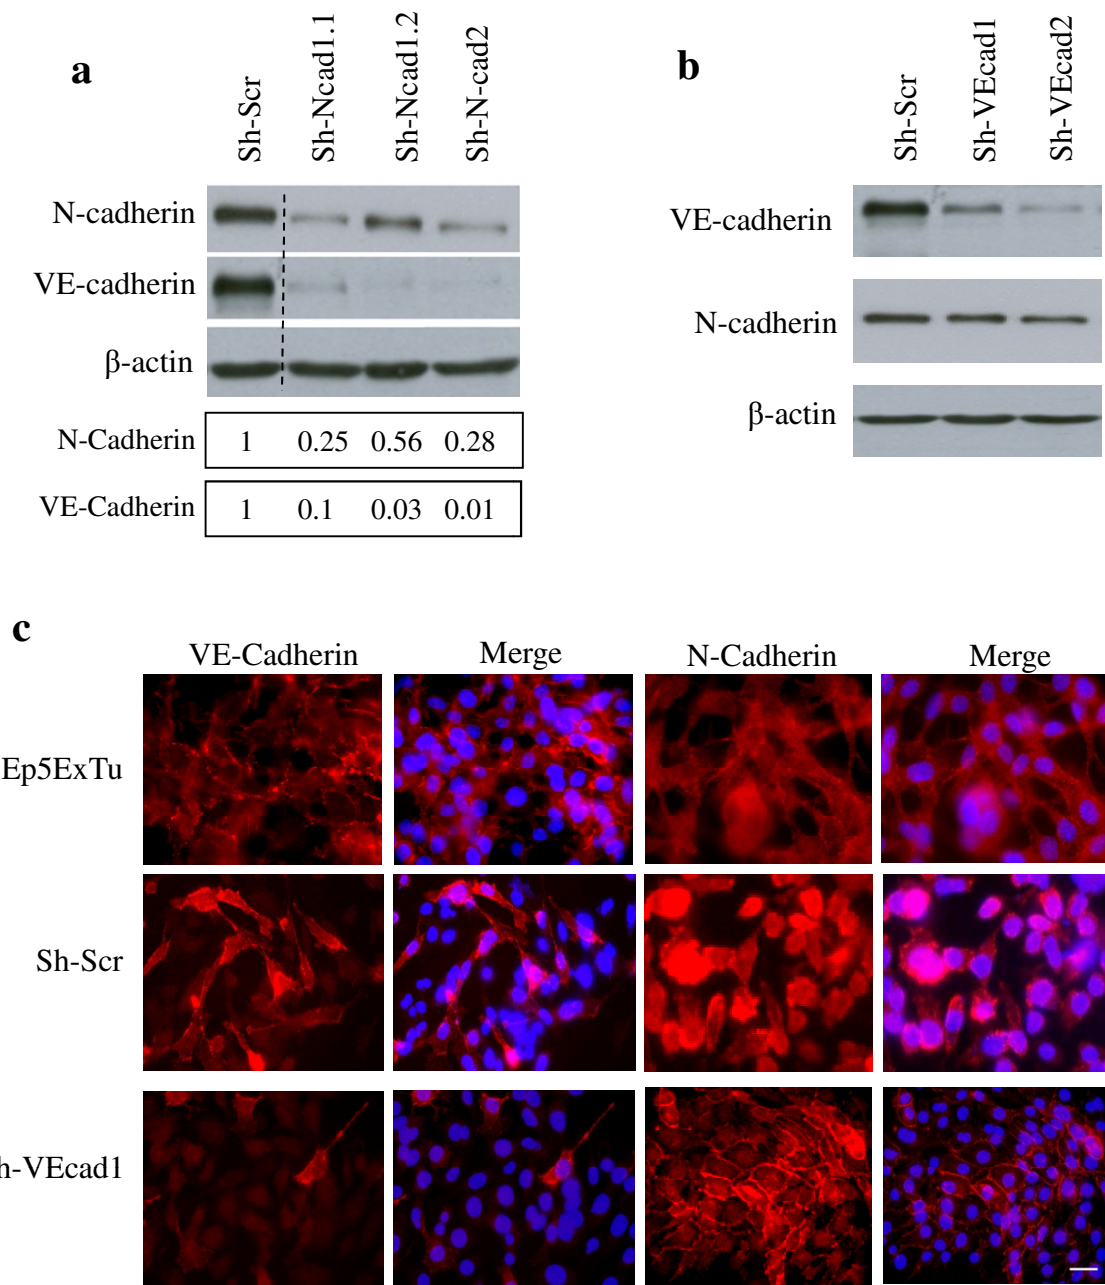 a
Sh-Scr
Sh-Ncad1.1
Sh-Ncad1.2
Sh-N-cad2
N-cadherin
VE-cadherin
β-actin
N-Cadherin 1 0.25 0.56 0.28
VE-Cadherin 1 0.1 0.03 0.01
b
Sh-Scr
Sh-VEcad1
Sh-VEcad2
VE-cadherin
N-cadherin
β-actin
c
VE-Cadherin Merge N-Cadherin Merge
Ep5ExTu
Sh-Scr
h-VEcad1